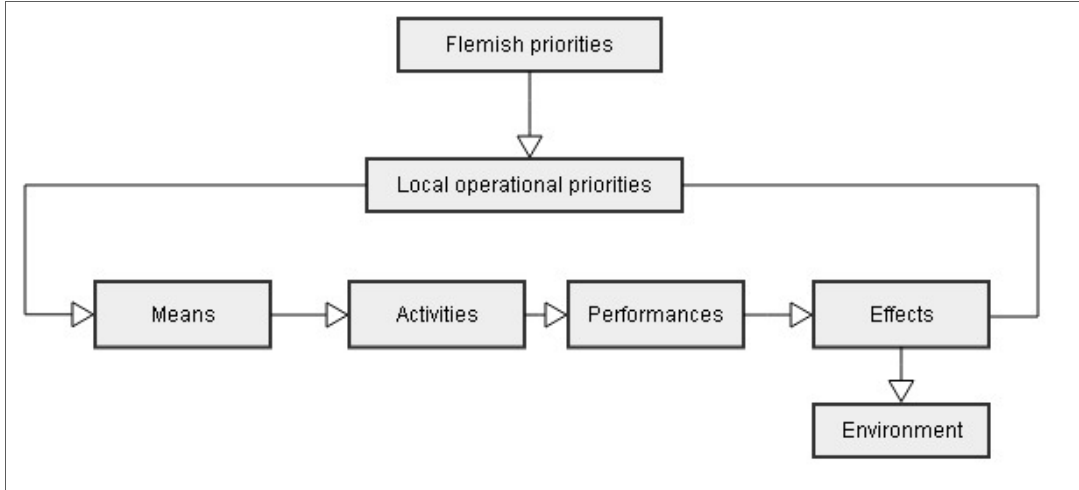 Flemish priorities
Local operational priorities
Means
Activities
Performances
Effects
Environment